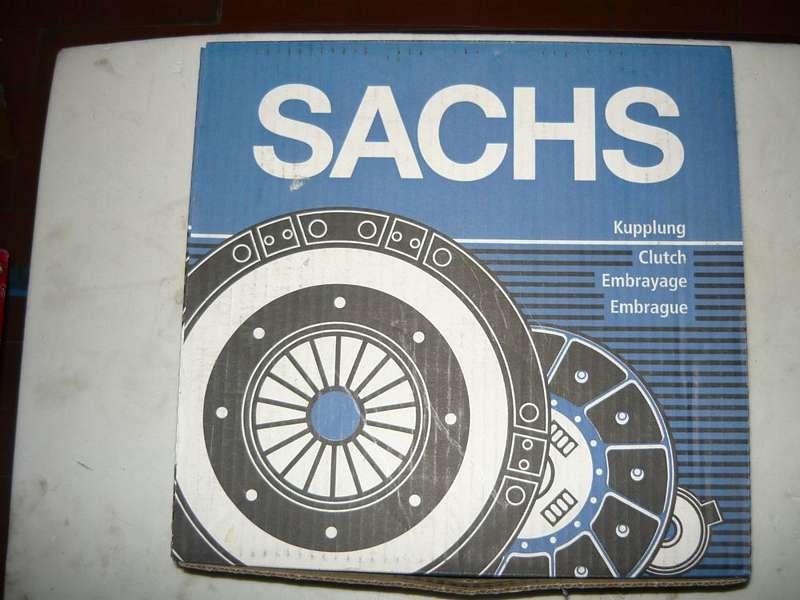 SACHS
Kupplung
Clutch
Embrayage
Embrague